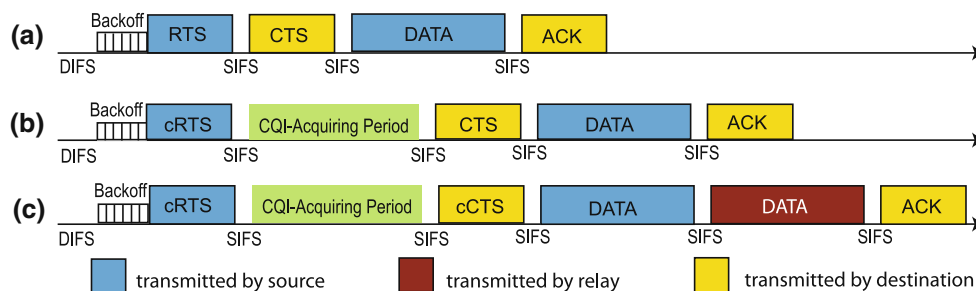 (a)
Backoff
RTS
CTS
DATA
ACK
DIFS
SIFS
SIFS
SIFS
(b)
Backoff
cRTS
CQI-Acquiring Period
CTS
DATA
ACK
DIFS
SIFS
SIFS
SIFS
SIFS
(c)
Backoff
cRTS
CQI-Acquiring Period
cCTS
DATA
DATA
ACK
DIFS
SIFS
SIFS
SIFS
SIFS
SIFS
transmitted by source
transmitted by relay
transmitted by destination